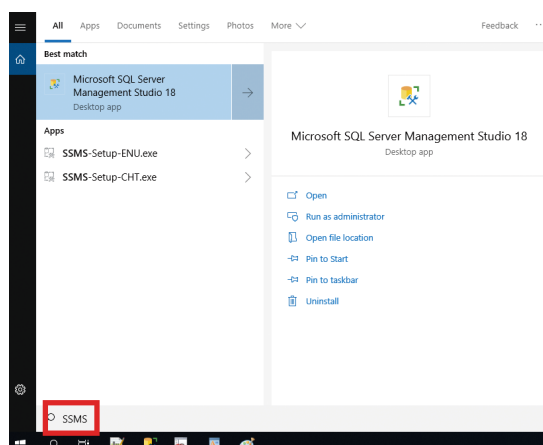 All Apps Documents Settings Photos More Feedback ...
Best match
Microsoft SQL Server
Management Studio 18
Desktop app
Apps
SSMS-Setup-ENU.exe
SSMS-Setup-CHT.exe
Microsoft SQL Server Management Studio 18
Desktop app
Open
Run as administrator
Open file location
Pin to Start
Pin to taskbar
Uninstall
SSMS